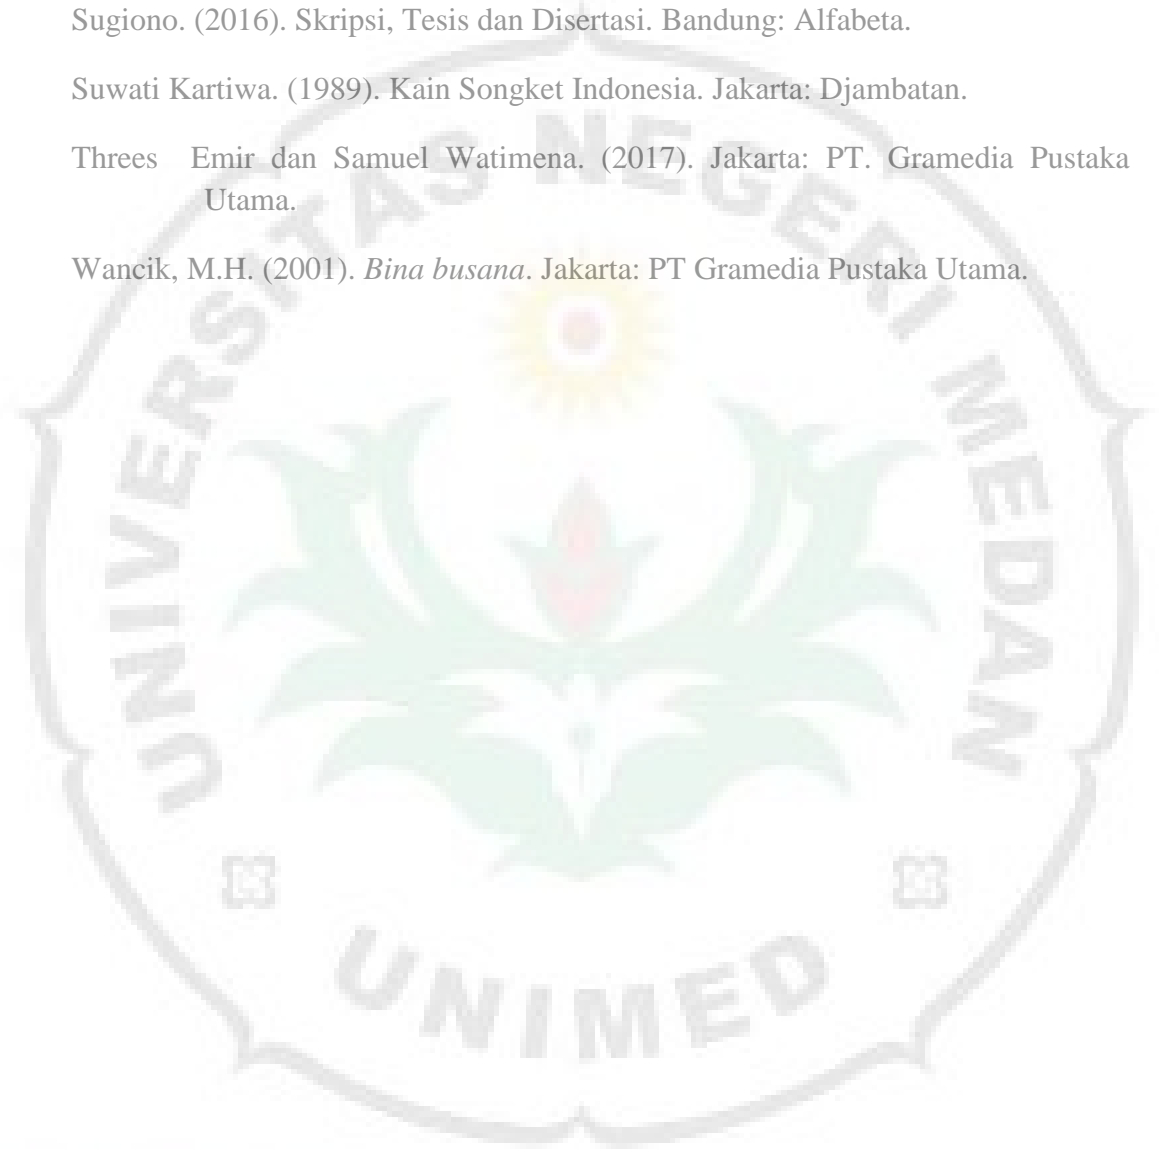 Sugiono. (2016). Skripsi, Tesis dan Disertasi. Bandung: Alfabeta.
Suwati Kartiwa. (1989). Kain Songket Indonesia. Jakarta: Djambatan.
Threes Emir dan Samuel Watimena. (2017). Jakarta: PT. Gramedia Pustaka
Utama.
Wancik, M.H. (2001). Bina busana. Jakarta: PT Gramedia Pustaka Utama.
UNIVERSITAS NEGERI MEDAN
UNIMED